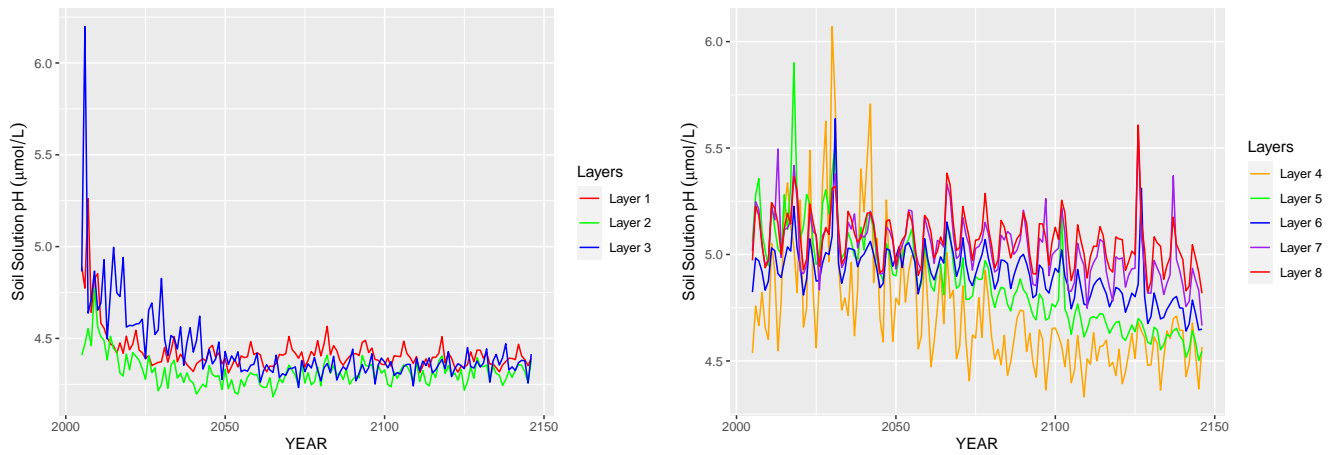 Soil Solution pH (μmol/L)
6.0
5.5
5.0
4.5
2000
2050
2100
2150
YEAR
Layers
Layer 1
Layer 2
Layer 3
Soil Solution pH (μmol/L)
6.0
5.5
5.0
4.5
2000
2050
2100
2150
YEAR
Layers
Layer 4
Layer 5
Layer 6
Layer 7
Layer 8